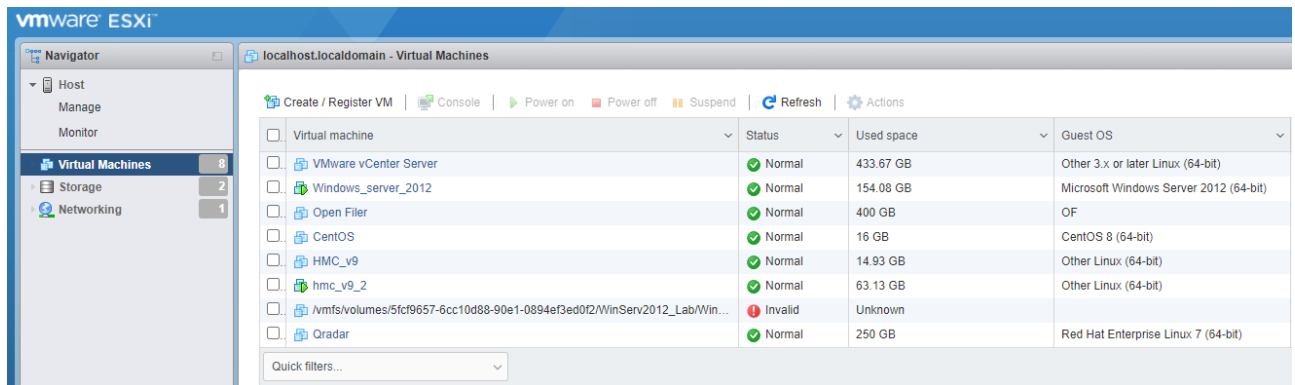 vmware ESXi™
Navigator
Host
Manage
Monitor
Virtual Machines 8
Storage 2
Networking 1
localhost.localdomain - Virtual Machines
Create / Register VM | Console | Power on Power off Suspend | Refresh | Actions
Virtual machine Status Used space Guest OS
VMware vCenter Server Normal 433.67 GB Other 3.x or later Linux (64-bit)
Windows_server_2012 Normal 154.08 GB Microsoft Windows Server 2012 (64-bit)
Open Filer Normal 400 GB OF
CentOS Normal 16 GB CentOS 8 (64-bit)
HMC_v9 Normal 14.93 GB Other Linux (64-bit)
hmc_v9_2 Normal 63.13 GB Other Linux (64-bit)
/vmfs/volumes/5fcf9657-6cc10d88-90e1-0894ef3ed0f2/WinServ2012_Lab/Win... Invalid Unknown
Qradar Normal 250 GB Red Hat Enterprise Linux 7 (64-bit)
Quick filters...